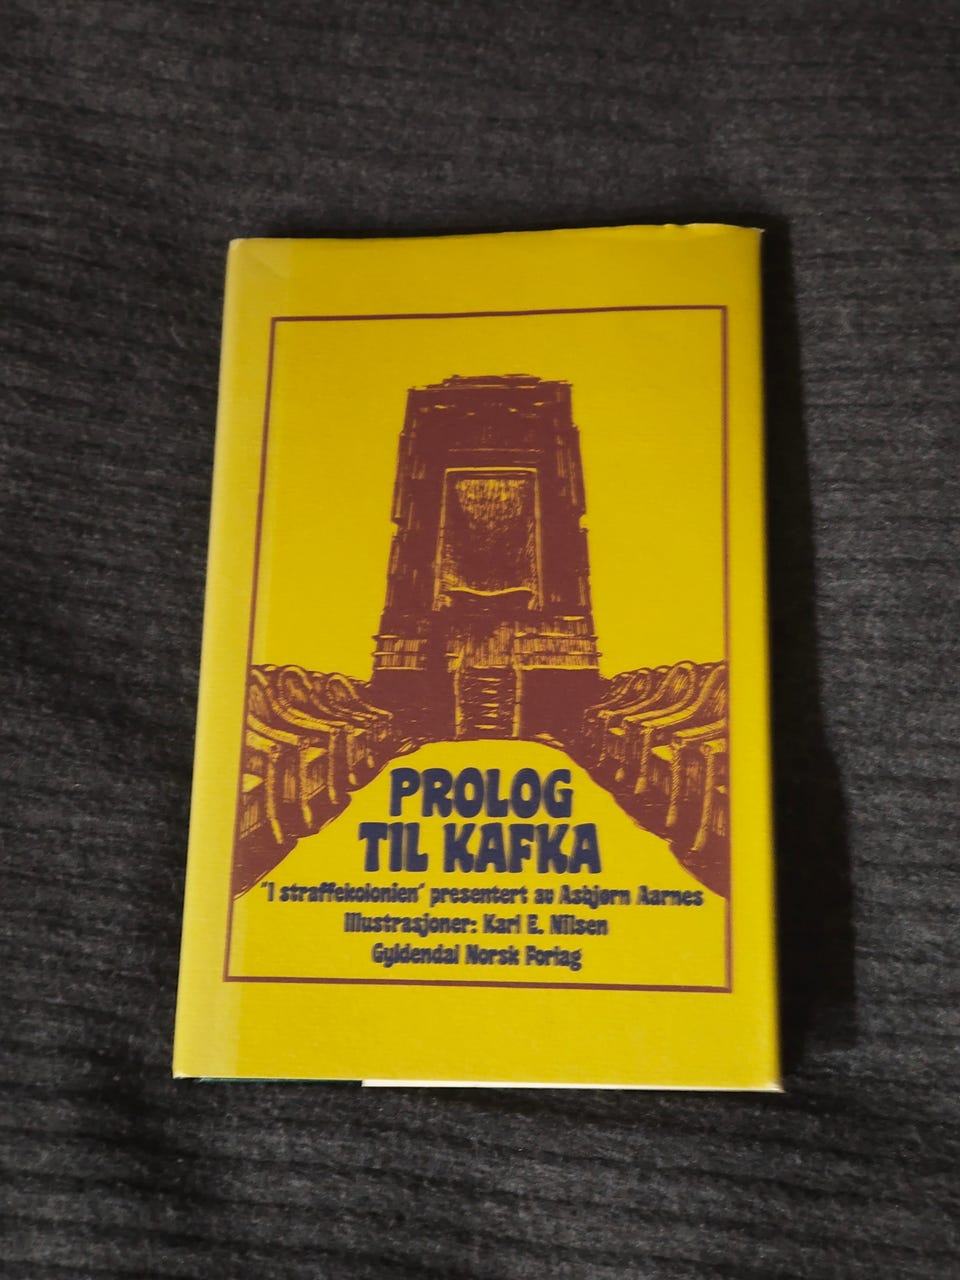 PROLOG
TIL KAFKA
"I straffekolonien" presentert av Asbjørn Aarnes
Illustrasjoner: Karl E. Nilsen
Gyldendal Norsk Forlag